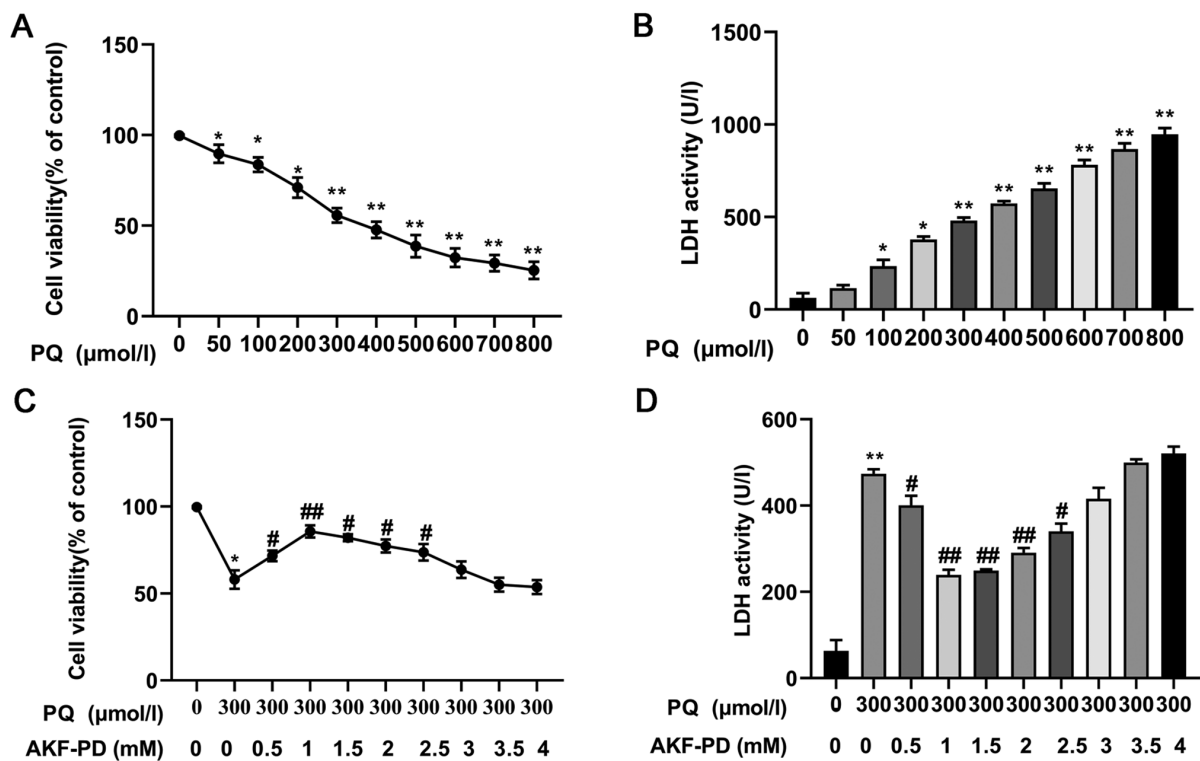 A
Cell viability(% of control)
150
100
50
0
* * * ** ** ** ** ** **
0 50 100 200 300 400 500 600 700 800
PQ (μmol/l)
B
LDH activity (U/l)
1500
1000
500
0
* * ** ** ** ** ** **
0 50 100 200 300 400 500 600 700 800
PQ (μmol/l)
C
Cell viability(% of control)
150
100
50
0
* # ## # # #
PQ (μmol/l) 0 300 300 300 300 300 300 300 300 300
AKF-PD (mM) 0 0 0.5 1 1.5 2 2.5 3 3.5 4
D
LDH activity (U/l)
600
400
200
0
** # ## ## ## #
PQ (μmol/l) 0 300 300 300 300 300 300 300 300 300
AKF-PD (mM) 0 0 0.5 1 1.5 2 2.5 3 3.5 4